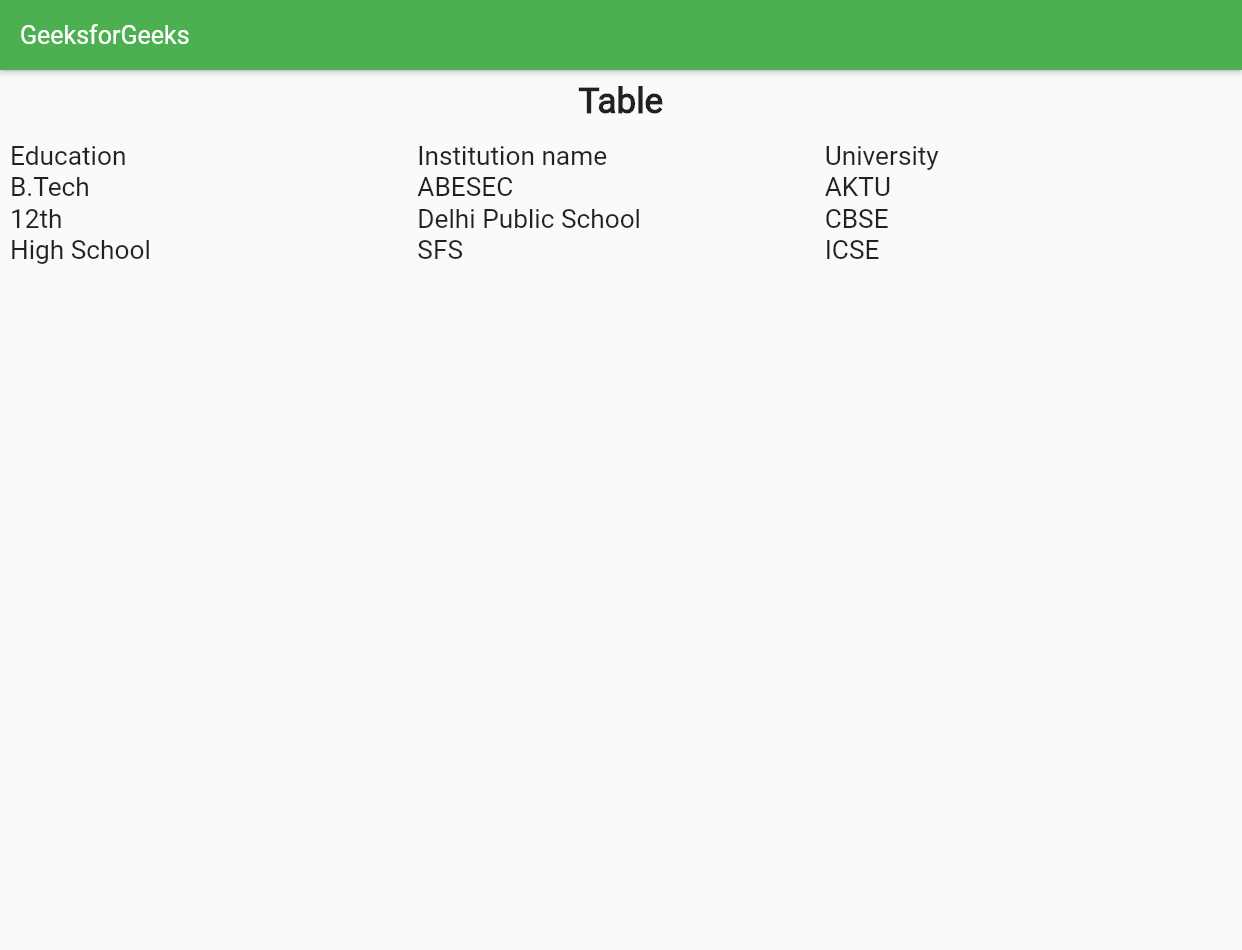 GeeksforGeeks
Table
Education Institution name University
B.Tech ABESEC AKTU
12th Delhi Public School CBSE
High School SFS ICSE